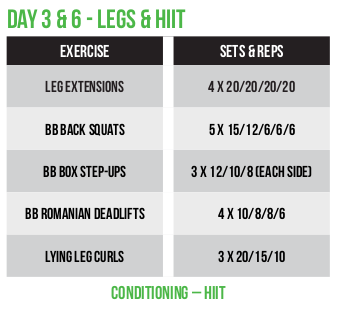 DAY 3 & 6 - LEGS & HIIT
EXERCISE SETS & REPS
LEG EXTENSIONS 4 X 20/20/20/20
BB BACK SQUATS 5 X 15/12/6/6/6
BB BOX STEP-UPS 3 X 12/10/8 (EACH SIDE)
BB ROMANIAN DEADLIFTS 4 X 10/8/8/6
LYING LEG CURLS 3 X 20/15/10
CONDITIONING – HIIT